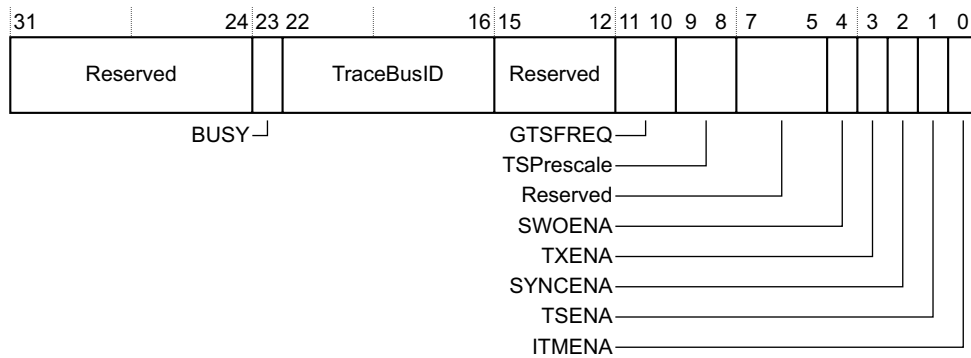 31 24 23 22 16 15 12 11 10 9 8 7 5 4 3 2 1 0
Reserved TraceBusID Reserved
BUSY GTSFREQ
TSPrescale
Reserved
SWOENA
TXENA
SYNCENA
TSENA
ITMENA